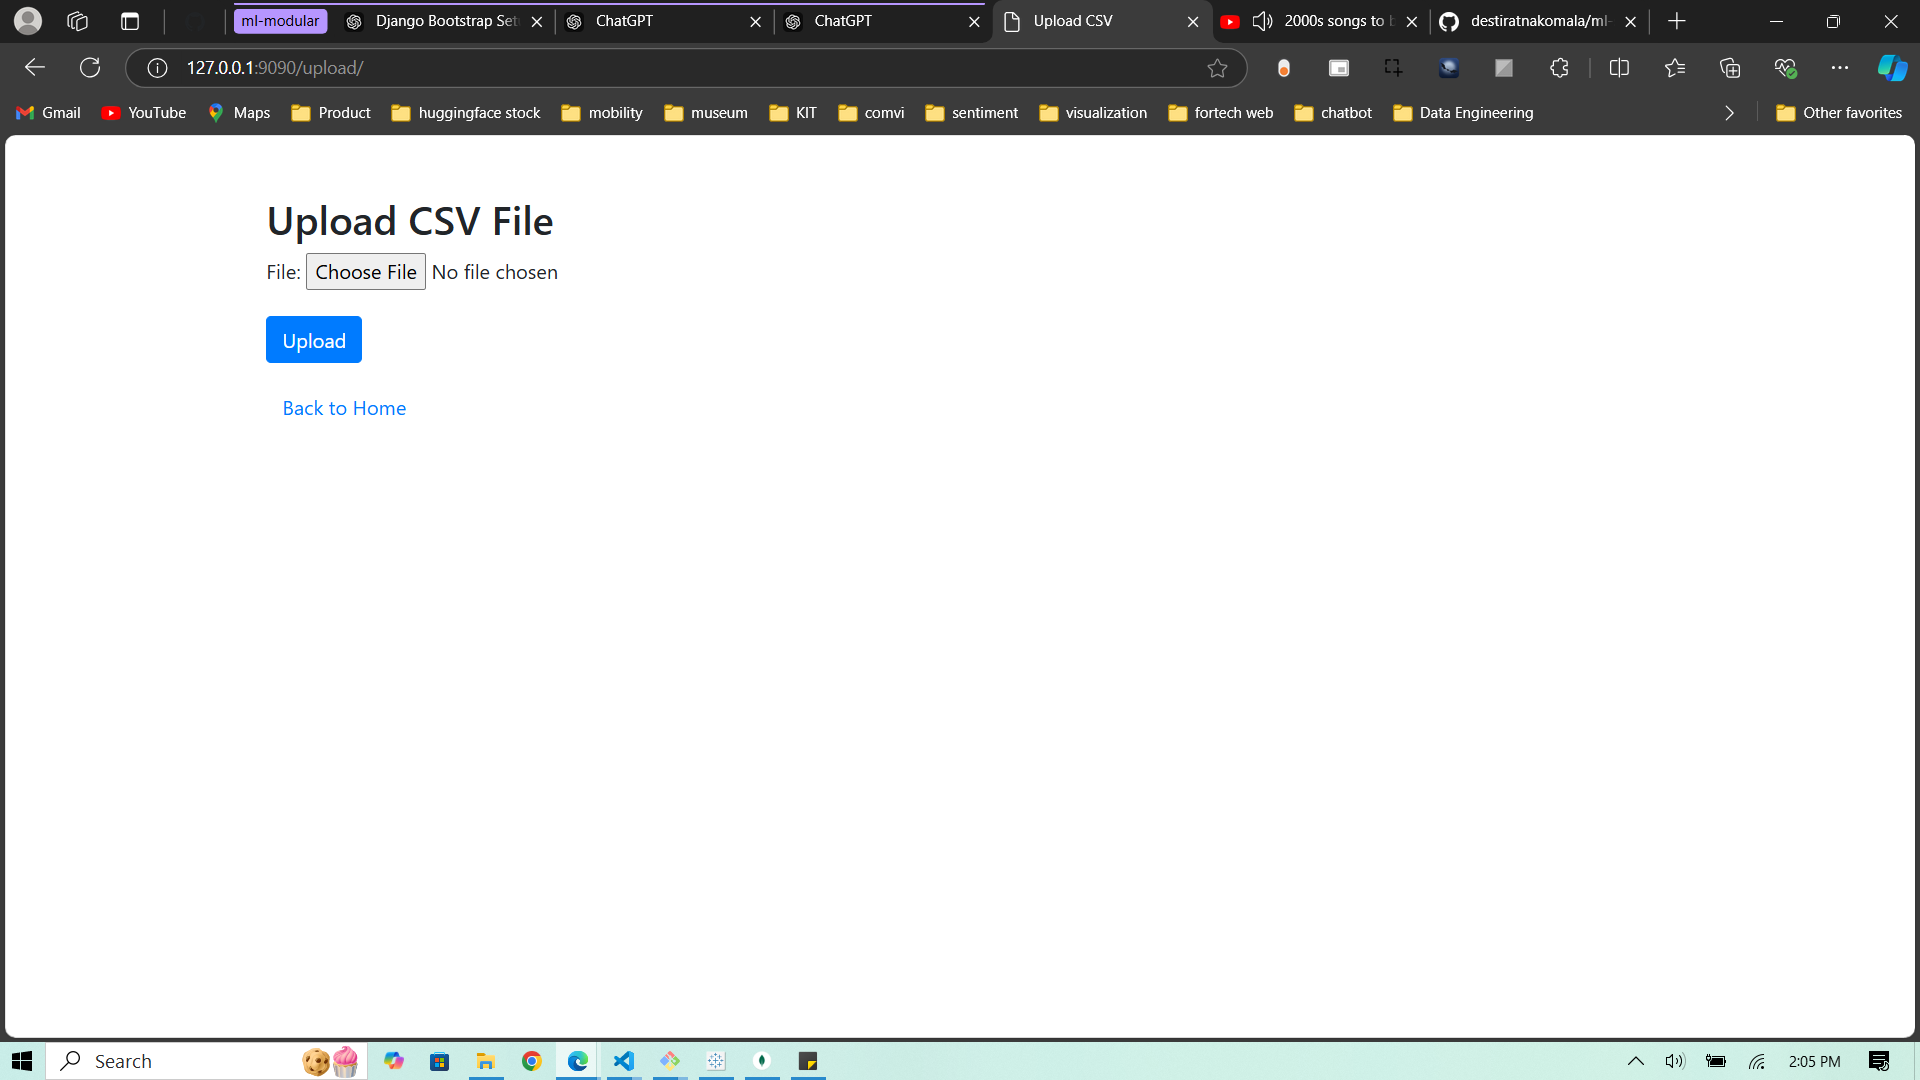 ml-modular
Django Bootstrap Set
ChatGPT
ChatGPT
Upload CSV
2000s songs to b
destiratnakomala/ml-
127.0.0.1:9090/upload/
Gmail
YouTube
Maps
Product
huggingface stock
mobility
museum
KIT
comvi
sentiment
visualization
fortech web
chatbot
Data Engineering
Other favorites
Upload CSV File
File: Choose File No file chosen
Upload
Back to Home
Search
2:05 PM